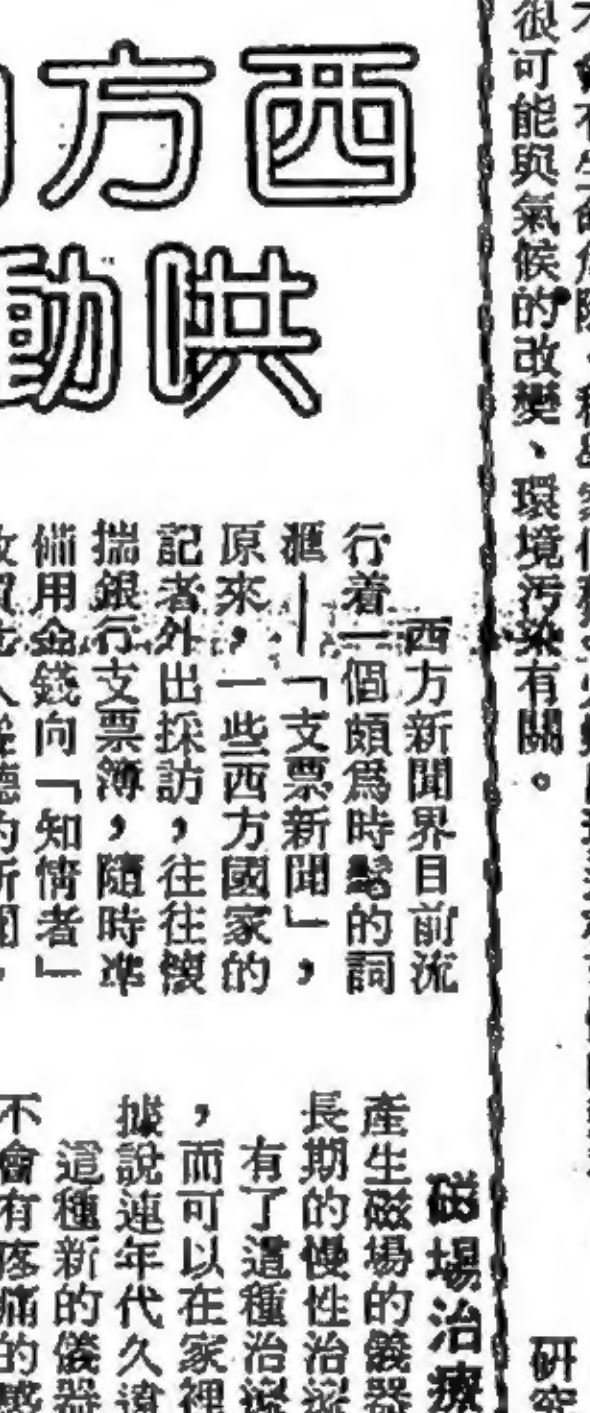 很可能與氣候的改變、環境污染有關。
研究
西方
哄動
西方新聞界目前流
行着一個頗爲時髦的詞
滙—「支票新聞」，
原來，一些西方國家的
記者外出採訪，往往懷
揣銀行支票簿，隨時準
備用金錢向「知情者」
磁場治療
產生磁場的儀器
長期的慢性治療
有了這種治療
，而可以在家裡
據說連年代久遠
這種新的儀器
不會有疼痛的感